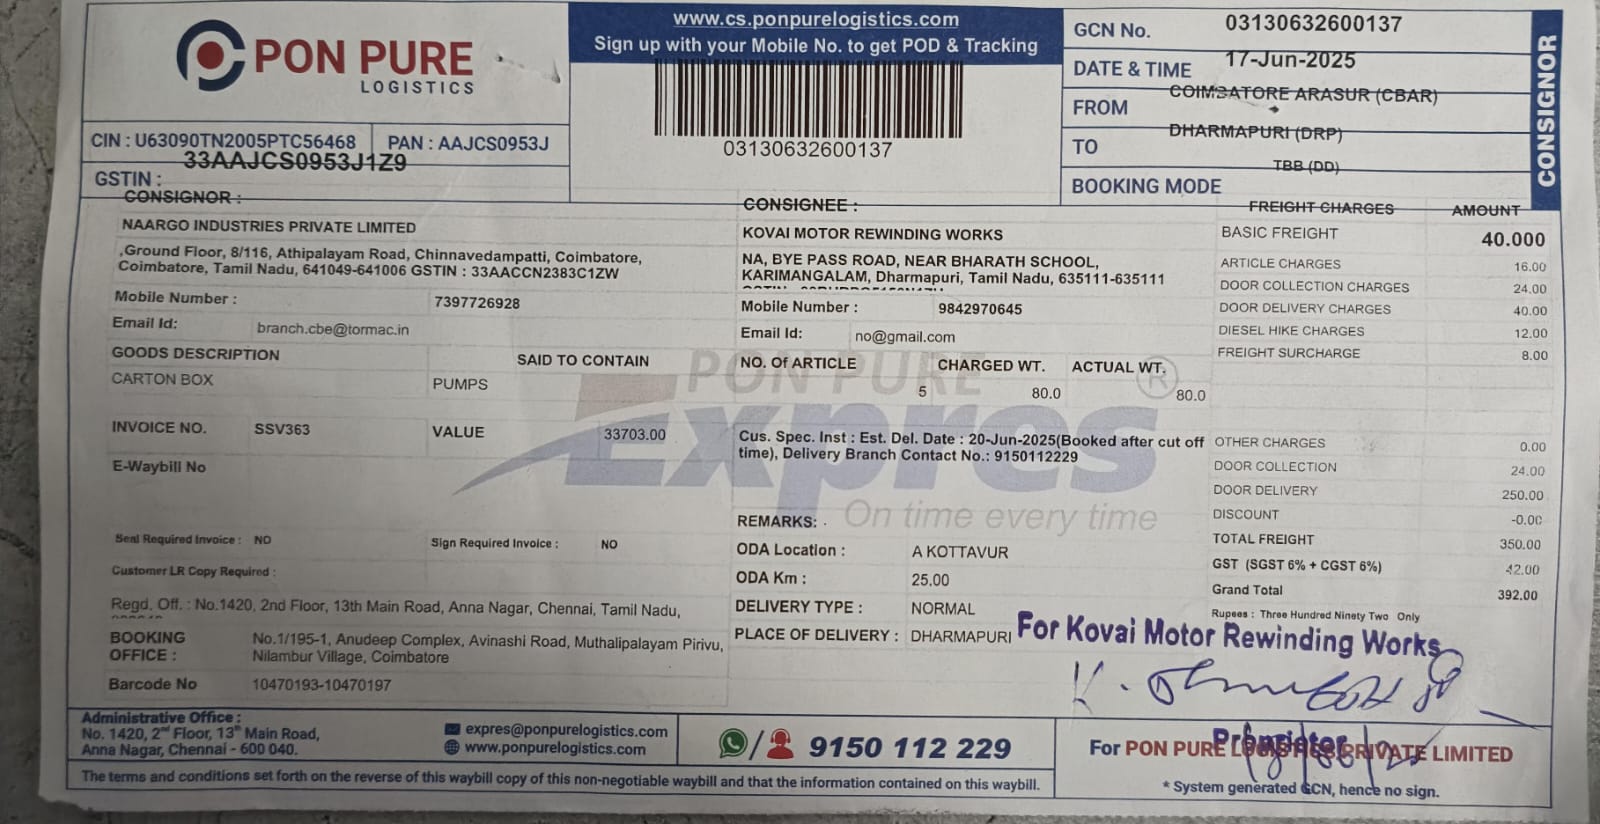 PON PURE
LOGISTICS
www.cs.ponpurelogistics.com
Sign up with your Mobile No. to get POD & Tracking
03130632600137
GCN No. 03130632600137
DATE & TIME 17-Jun-2025
FROM COIMBATORE ARASUR (CBAR)
TO DHARMAPURI (DRP)
BOOKING MODE TBB (DD)
CONSIGNOR
CIN : U63090TN2005PTC56468 PAN : AAJCS0953J
GSTIN : 33AAJCS0953J1Z9
CONSIGNOR :
NAARGO INDUSTRIES PRIVATE LIMITED
,Ground Floor, 8/116, Athipalayam Road, Chinnavedampatti, Coimbatore,
Coimbatore, Tamil Nadu, 641049-641006 GSTIN : 33AACCN2383C1ZW
Mobile Number : 7397726928
Email Id: branch.cbe@tormac.in
CONSIGNEE :
KOVAI MOTOR REWINDING WORKS
NA, BYE PASS ROAD, NEAR BHARATH SCHOOL,
KARIMANGALAM, Dharmapuri, Tamil Nadu, 635111-635111
Mobile Number : 9842970645
Email Id: no@gmail.com
FREIGHT CHARGES AMOUNT
BASIC FREIGHT 40.000
ARTICLE CHARGES 16.00
DOOR COLLECTION CHARGES 24.00
DOOR DELIVERY CHARGES 40.00
DIESEL HIKE CHARGES 12.00
FREIGHT SURCHARGE 8.00
GOODS DESCRIPTION SAID TO CONTAIN
CARTON BOX PUMPS
NO. Of ARTICLE CHARGED WT. ACTUAL WT.
5 80.0 80.0
PON PURE ®
Expres
On time every time
INVOICE NO. SSV363 VALUE 33703.00
E-Waybill No
Cus. Spec. Inst : Est. Del. Date : 20-Jun-2025(Booked after cut off
time), Delivery Branch Contact No.: 9150112229
OTHER CHARGES 0.00
DOOR COLLECTION 24.00
DOOR DELIVERY 250.00
DISCOUNT -0.00
TOTAL FREIGHT 350.00
GST (SGST 6% + CGST 6%) 42.00
Grand Total 392.00
Rupees : Three Hundred Ninety Two Only
Seal Required Invoice : NO Sign Required Invoice : NO
Customer LR Copy Required :
Regd. Off. : No.1420, 2nd Floor, 13th Main Road, Anna Nagar, Chennai, Tamil Nadu,
BOOKING OFFICE : No.1/195-1, Anudeep Complex, Avinashi Road, Muthalipalayam Pirivu,
Nilambur Village, Coimbatore
Barcode No 10470193-10470197
REMARKS: .
ODA Location : A KOTTAVUR
ODA Km : 25.00
DELIVERY TYPE : NORMAL
PLACE OF DELIVERY : DHARMAPURI
For Kovai Motor Rewinding Works
Proprietor
Administrative Office :
No. 1420, 2nd Floor, 13th Main Road,
Anna Nagar, Chennai - 600 040.
expres@ponpurelogistics.com
www.ponpurelogistics.com
9150 112 229
For PON PURE LOGISTICS PRIVATE LIMITED
* System generated GCN, hence no sign.
The terms and conditions set forth on the reverse of this waybill copy of this non-negotiable waybill and that the information contained on this waybill.